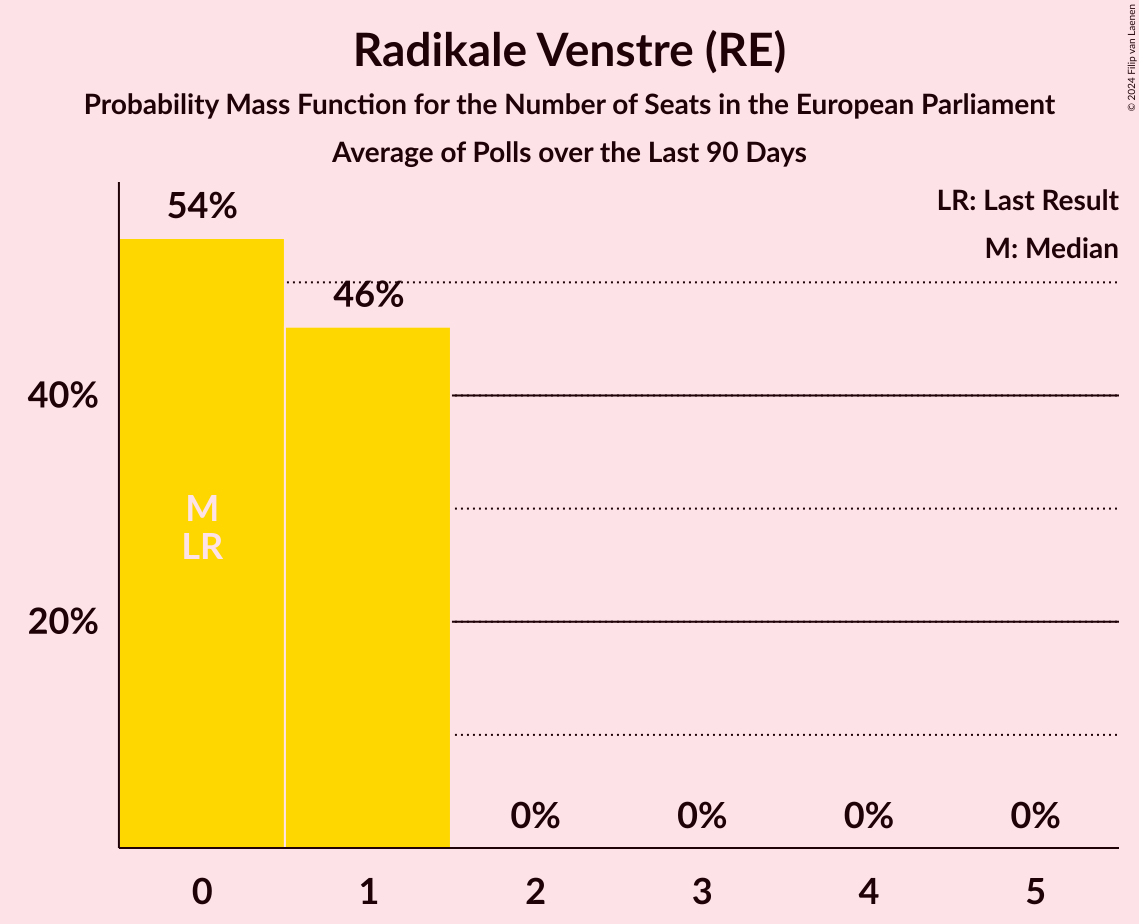 Radikale Venstre (RE)
Probability Mass Function for the Number of Seats in the European Parliament
Average of Polls over the Last 90 Days
© 2024 Filip van Laenen
LR: Last Result
M: Median
54%
46%
40%
20%
M
LR
0%
0%
0%
0%
0
1
2
3
4
5